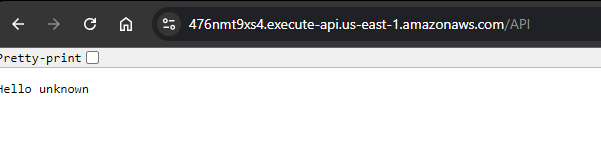 476nmt9xs4.execute-api.us-east-1.amazonaws.com/API
Pretty-print
Hello unknown